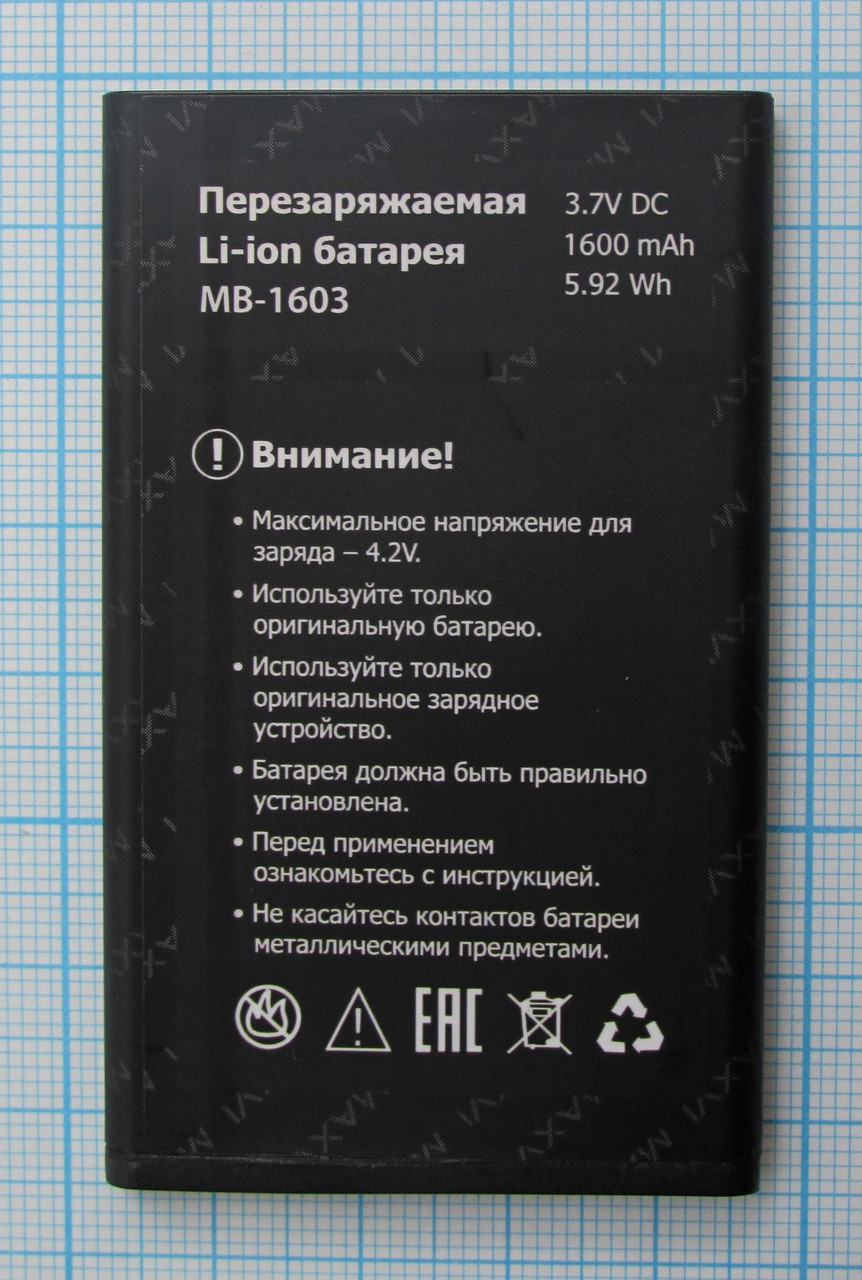 Перезаряжаемая
Li-ion батарея
MB-1603
3.7V DC
1600 mAh
5.92 Wh
! Внимание!
• Максимальное напряжение для
заряда – 4.2V.
• Используйте только
оригинальную батарею.
• Используйте только
оригинальное зарядное
устройство.
• Батарея должна быть правильно
установлена.
• Перед применением
ознакомьтесь с инструкцией.
• Не касайтесь контактов батареи
металлическими предметами.
EAC